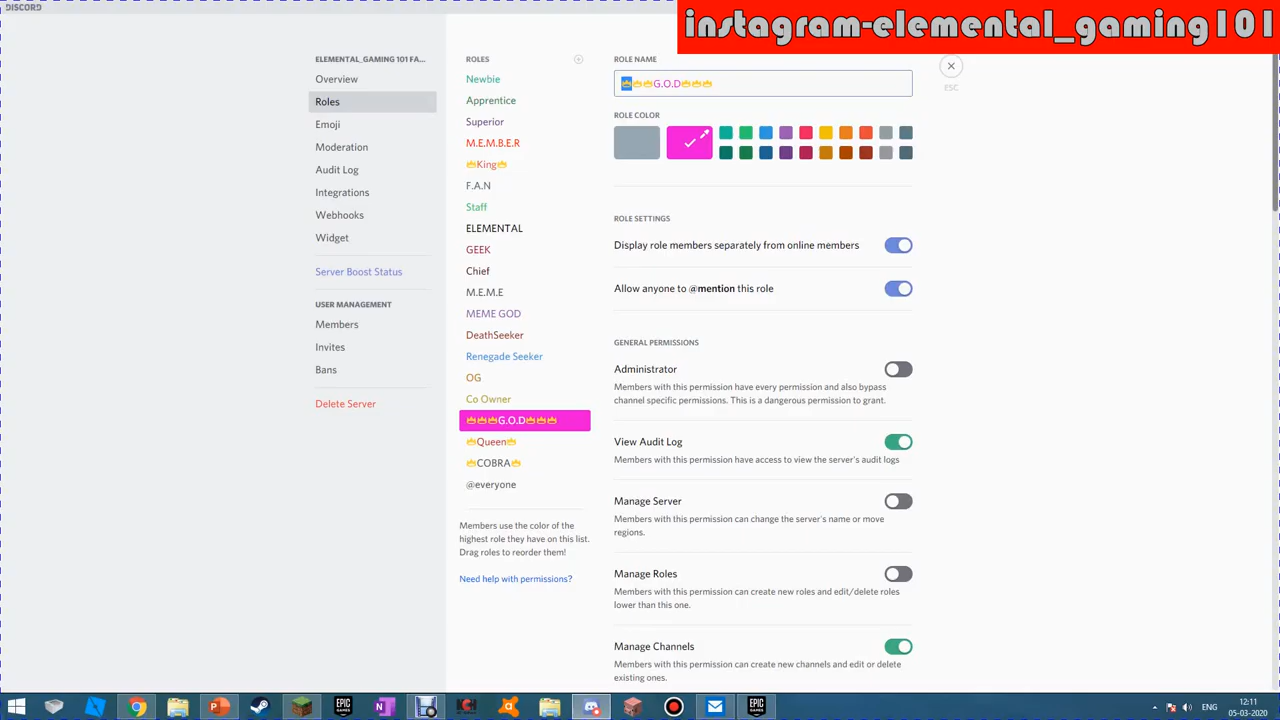 DISCORD
instagram-elemental_gaming101
ELEMENTAL_GAMING 101 FA...
Overview
Roles
Emoji
Moderation
Audit Log
Integrations
Webhooks
Widget
Server Boost Status
USER MANAGEMENT
Members
Invites
Bans
Delete Server
ROLES
Newbie
Apprentice
Superior
M.E.M.B.E.R
👑King👑
F.A.N
Staff
ELEMENTAL
GEEK
Chief
M.E.M.E
MEME GOD
DeathSeeker
Renegade Seeker
OG
Co Owner
👑👑👑G.O.D👑👑👑
👑Queen👑
👑COBRA👑
@everyone
Members use the color of the
highest role they have on this list.
Drag roles to reorder them!
Need help with permissions?
ROLE NAME
👑👑👑G.O.D👑👑👑
ESC
ROLE COLOR
ROLE SETTINGS
Display role members separately from online members
Allow anyone to @mention this role
GENERAL PERMISSIONS
Administrator
Members with this permission have every permission and also bypass
channel specific permissions. This is a dangerous permission to grant.
View Audit Log
Members with this permission have access to view the server's audit logs
Manage Server
Members with this permission can change the server's name or move
regions.
Manage Roles
Members with this permission can create new roles and edit/delete roles
lower than this one.
Manage Channels
Members with this permission can create new channels and edit or delete
existing ones.
EPIC
GAMES
EPIC
GAMES
ENG
12:11
05-03-2020